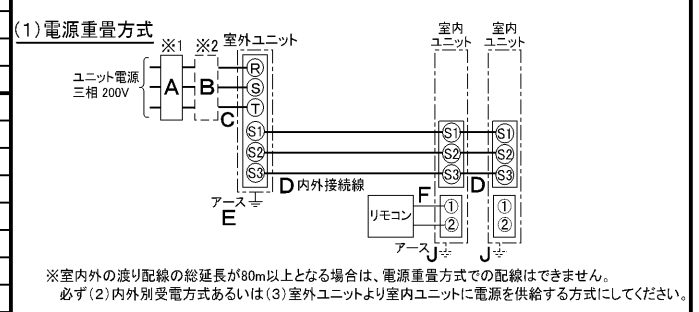 (1)電源重畳方式
※1 ※2 室外ユニット
室内ユニット 室内ユニット
ユニット電源
三相 200V
A B
R
S
T
C
S1 S1 S1
S2 S2 S2
S3 S3 S3
D 内外接続線 F D
アース
E
リモコン
① ①
② ②
アース J J
※室内外の渡り配線の総延長が80m以上となる場合は、電源重畳方式での配線はできません。
必ず(2)内外別受電方式あるいは(3)室外ユニットより室内ユニットに電源を供給する方式にしてください。